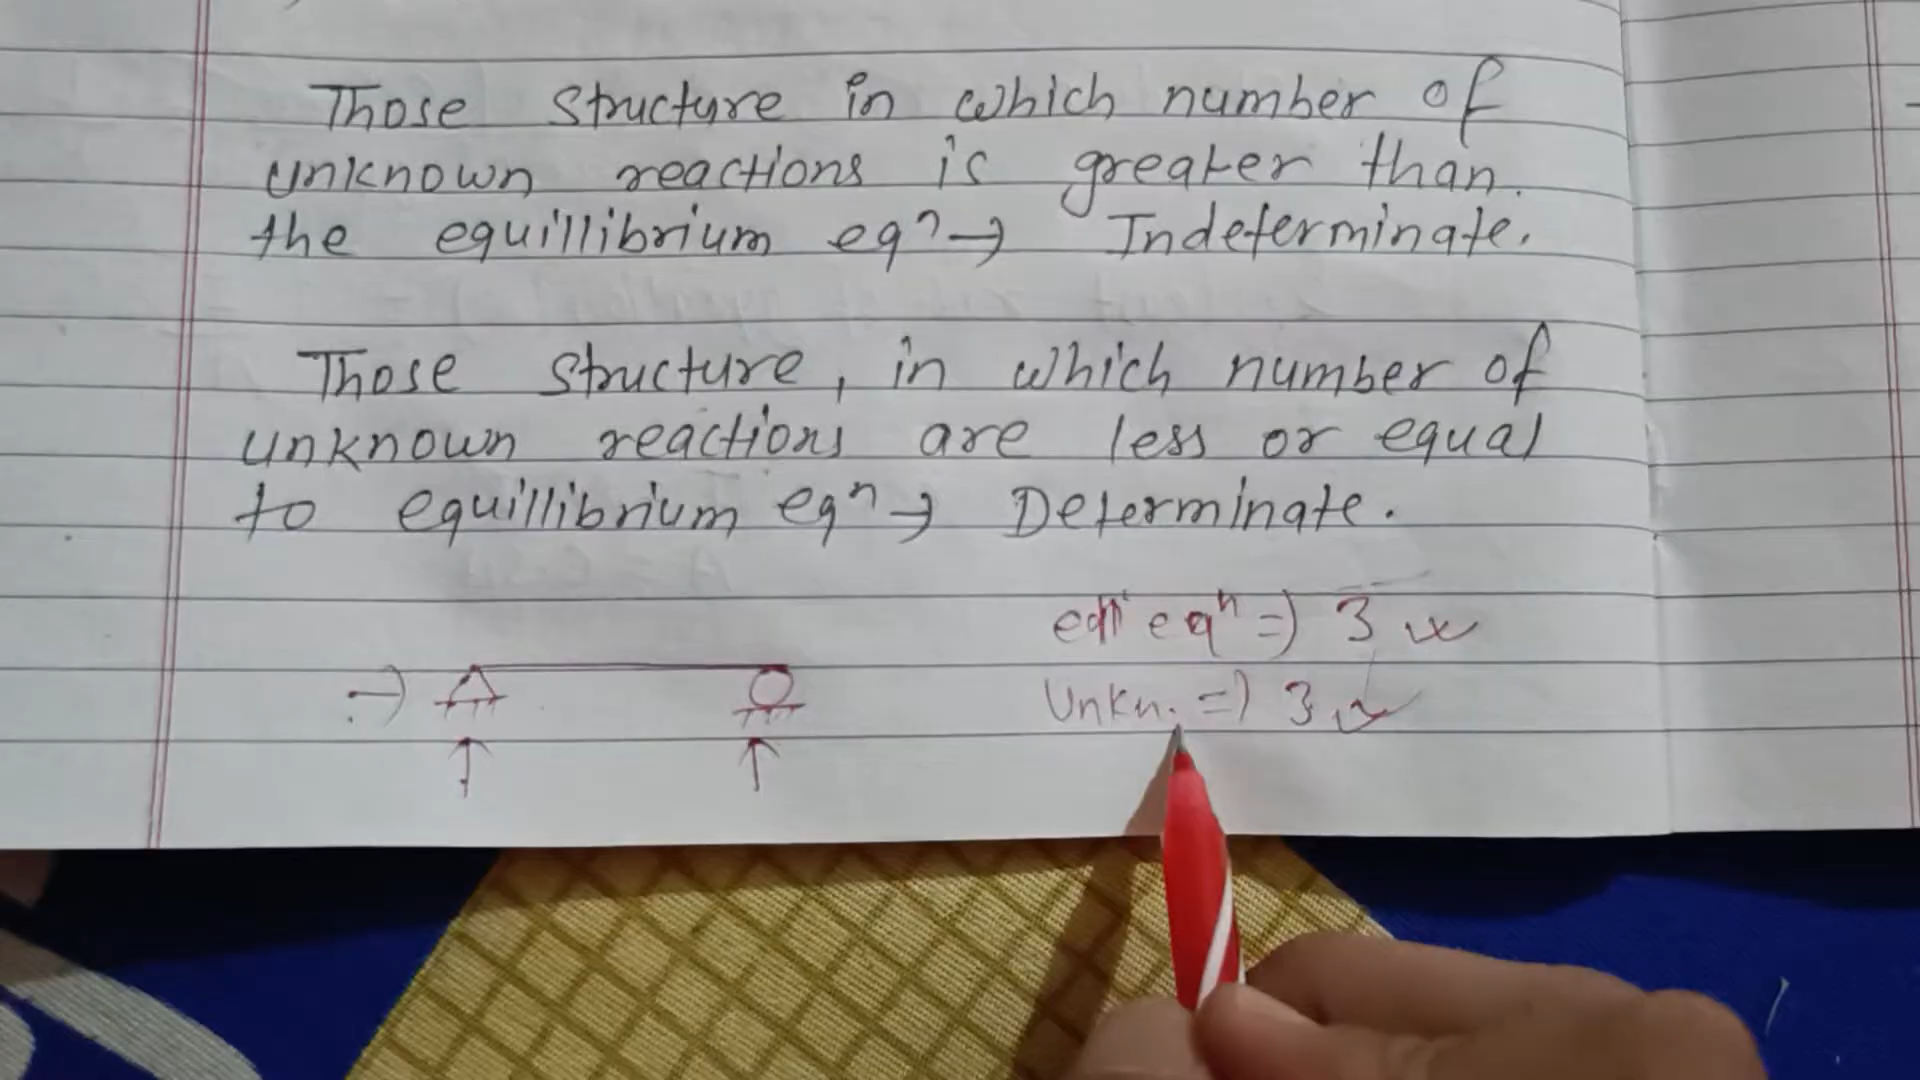 Those structure in which number of
unknown reactions is greater than.
the equillibrium eqn → Indeterminate.
Those structure, in which number of
unknown reactions are less or equal
to equillibrium eqn → Determinate.
eqn => 3
Unkn. => 3